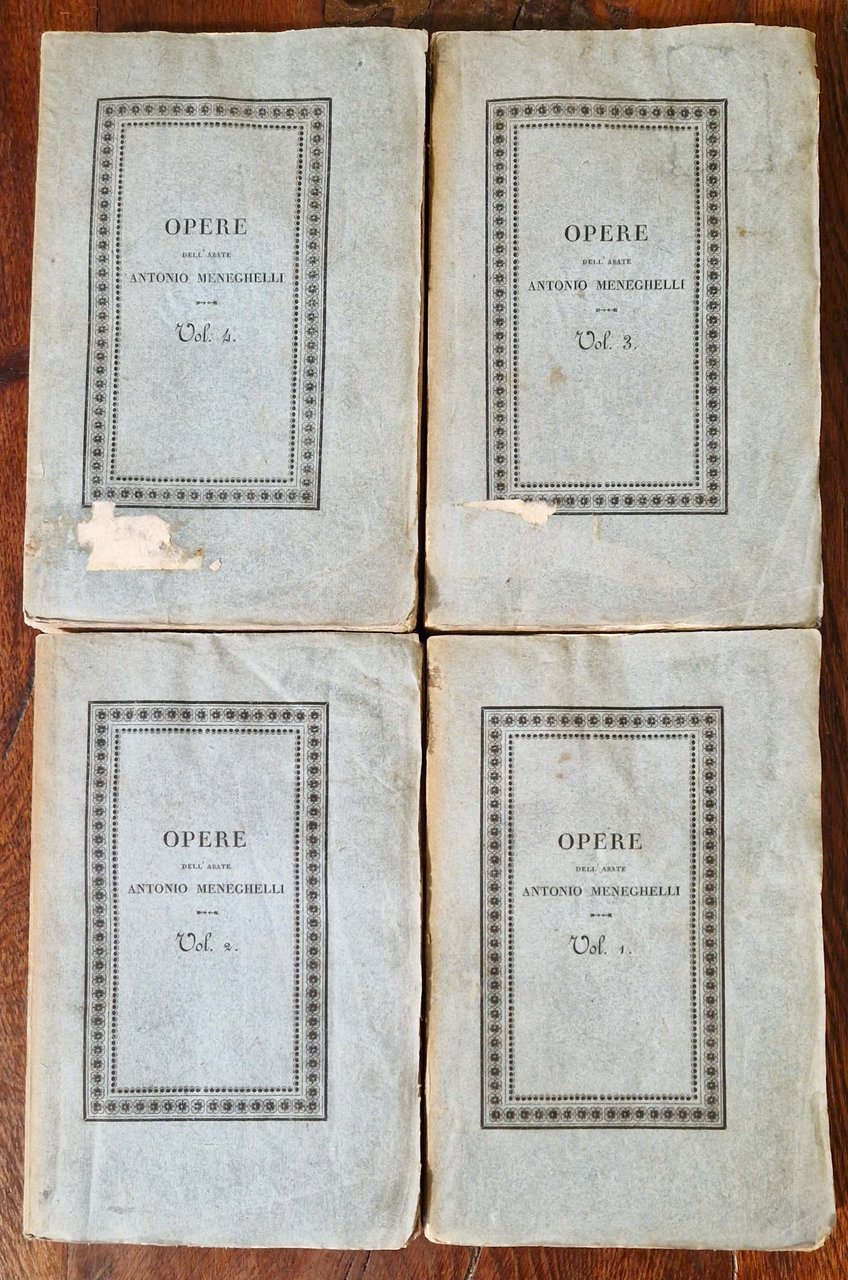 OPERE
DELL' ABATE
ANTONIO MENEGHELLI
Vol. 4.
OPERE
DELL' ABATE
ANTONIO MENEGHELLI
Vol. 3.
OPERE
DELL' ABATE
ANTONIO MENEGHELLI
Vol. 2.
OPERE
DELL' ABATE
ANTONIO MENEGHELLI
Vol. 1.